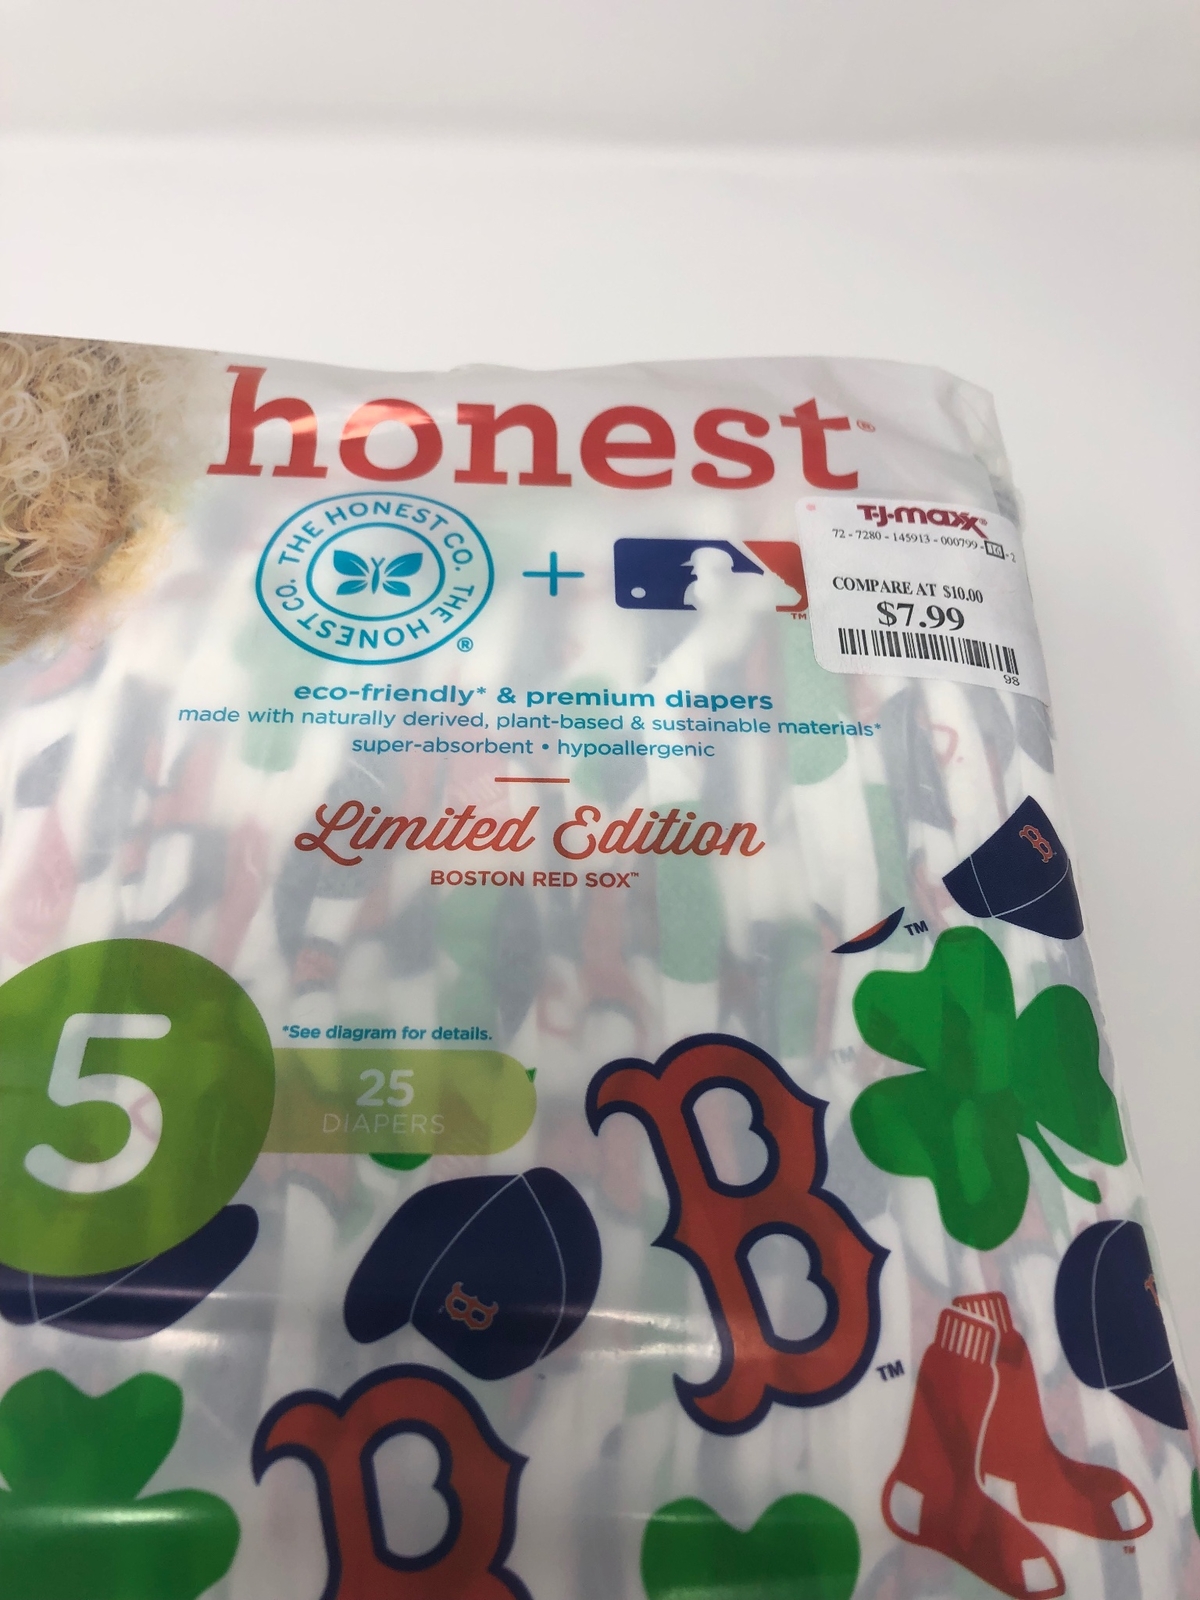 honest®
THE HONEST CO. THE HONEST CO. ®
+
TM
T·J·maxx®
72 - 7280 - 145913 - 000799 - 16 - 2
COMPARE AT $10.00
$7.99
98
eco-friendly* & premium diapers
made with naturally derived, plant-based & sustainable materials*
super-absorbent • hypoallergenic
Limited Edition
BOSTON RED SOX™
B
TM
*See diagram for details.
5
25
DIAPERS
TM
B
B
TM
B
TM